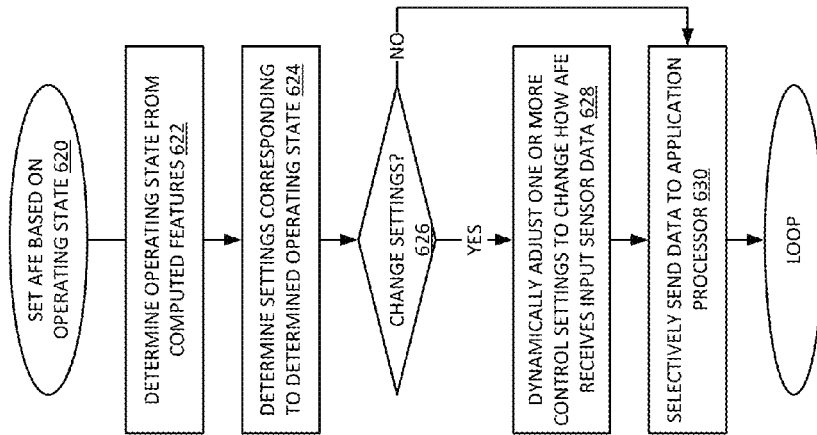 SET AFE BASED ON
OPERATING STATE 620
DETERMINE OPERATING STATE FROM
COMPUTED FEATURES 622
DETERMINE SETTINGS CORRESPONDING
TO DETERMINED OPERATING STATE 624
CHANGE SETTINGS?
626
NO
YES
DYNAMICALLY ADJUST ONE OR MORE
CONTROL SETTINGS TO CHANGE HOW AFE
RECEIVES INPUT SENSOR DATA 628
SELECTIVELY SEND DATA TO APPLICATION
PROCESSOR 630
LOOP